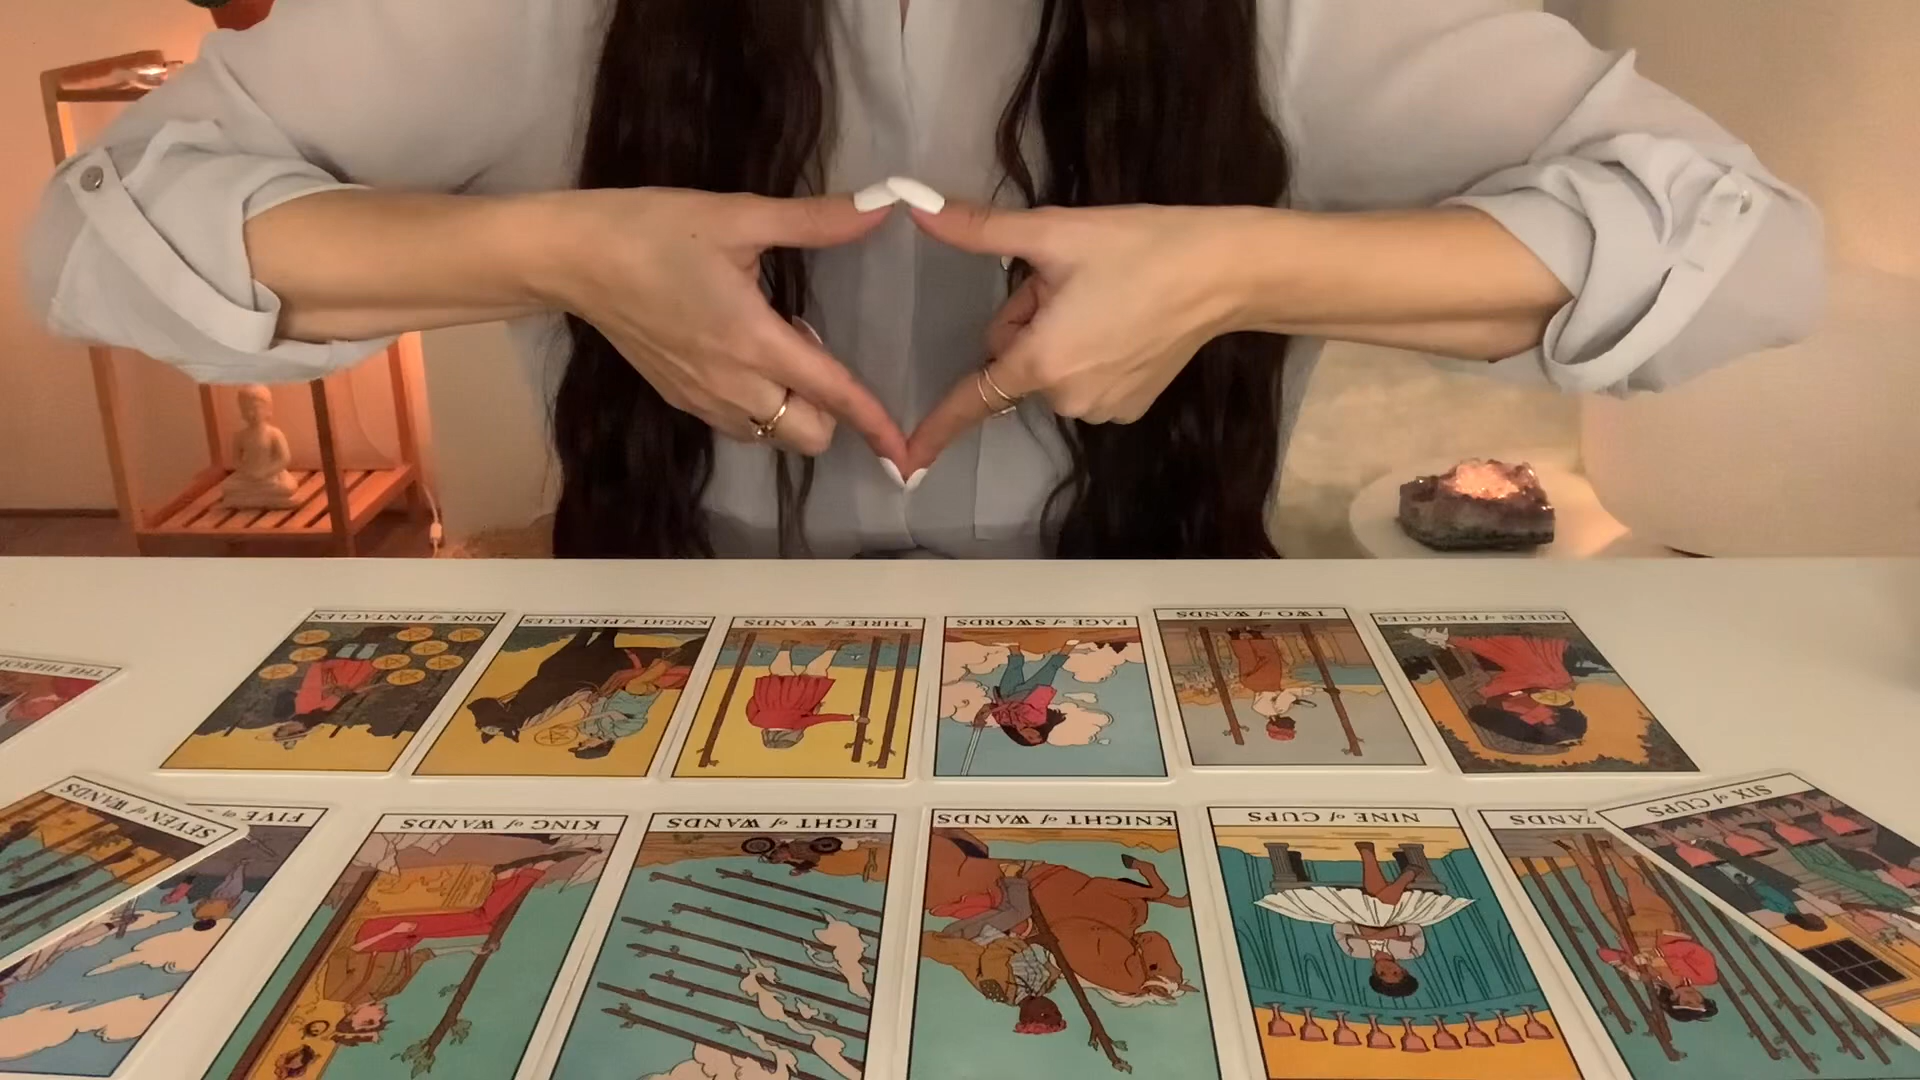 NINE of PENTACLES
KNIGHT of PENTACLES
THREE of WANDS
PAGE of SWORDS
TWO of WANDS
QUEEN of PENTACLES
THE HIEROP
SEVEN of WANDS
FIVE of
KING of WANDS
EIGHT of WANDS
KNIGHT of WANDS
NINE of CUPS
WANDS
SIX of CUPS